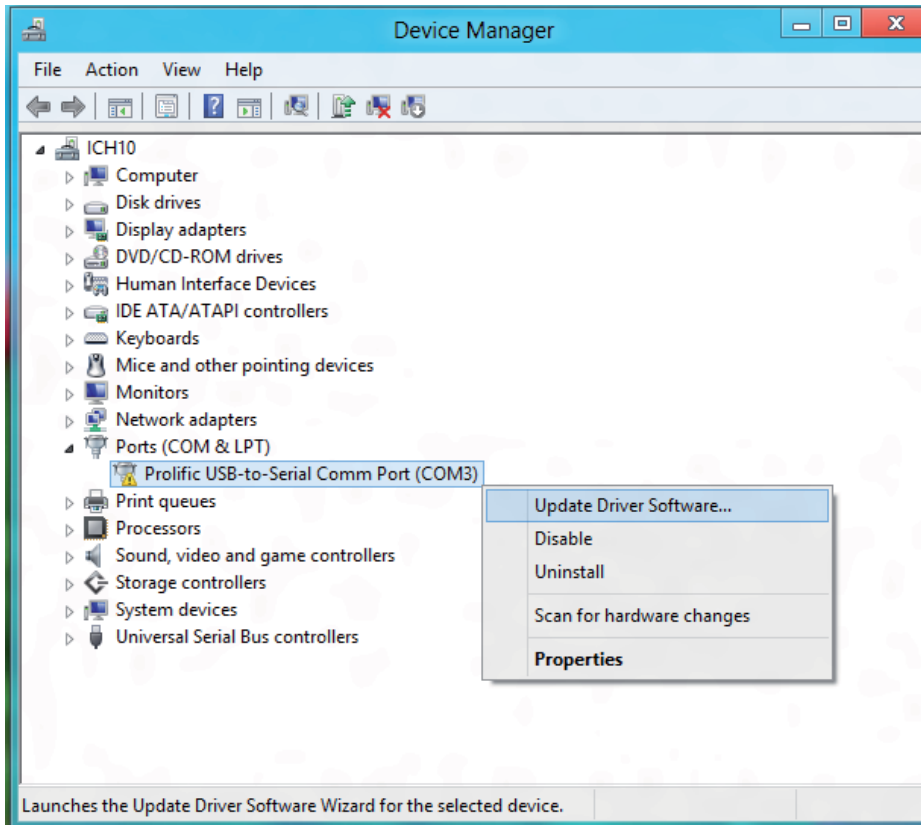 Device Manager
File Action View Help
ICH10
Computer
Disk drives
Display adapters
DVD/CD-ROM drives
Human Interface Devices
IDE ATA/ATAPI controllers
Keyboards
Mice and other pointing devices
Monitors
Network adapters
Ports (COM & LPT)
Prolific USB-to-Serial Comm Port (COM3)
Print queues
Processors
Sound, video and game controllers
Storage controllers
System devices
Universal Serial Bus controllers
Update Driver Software...
Disable
Uninstall
Scan for hardware changes
Properties
Launches the Update Driver Software Wizard for the selected device.